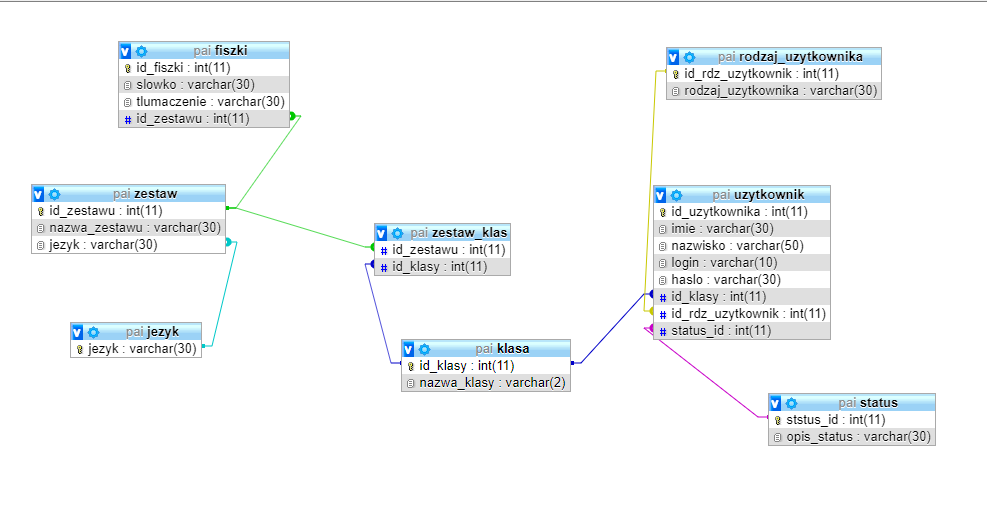 pai fiszki
id_fiszki : int(11)
slowko : varchar(30)
tlumaczenie : varchar(30)
# id_zestawu : int(11)
pai zestaw
id_zestawu : int(11)
nazwa_zestawu : varchar(30)
jezyk : varchar(30)
pai jezyk
jezyk : varchar(30)
pai zestaw_klas
# id_zestawu : int(11)
# id_klasy : int(11)
pai klasa
id_klasy : int(11)
nazwa_klasy : varchar(2)
pai rodzaj_uzytkownika
id_rdz_uzytkownik : int(11)
rodzaj_uzytkownika : varchar(30)
pai uzytkownik
id_uzytkownika : int(11)
imie : varchar(30)
nazwisko : varchar(50)
login : varchar(10)
haslo : varchar(30)
# id_klasy : int(11)
# id_rdz_uzytkownik : int(11)
# status_id : int(11)
pai status
ststus_id : int(11)
opis_status : varchar(30)